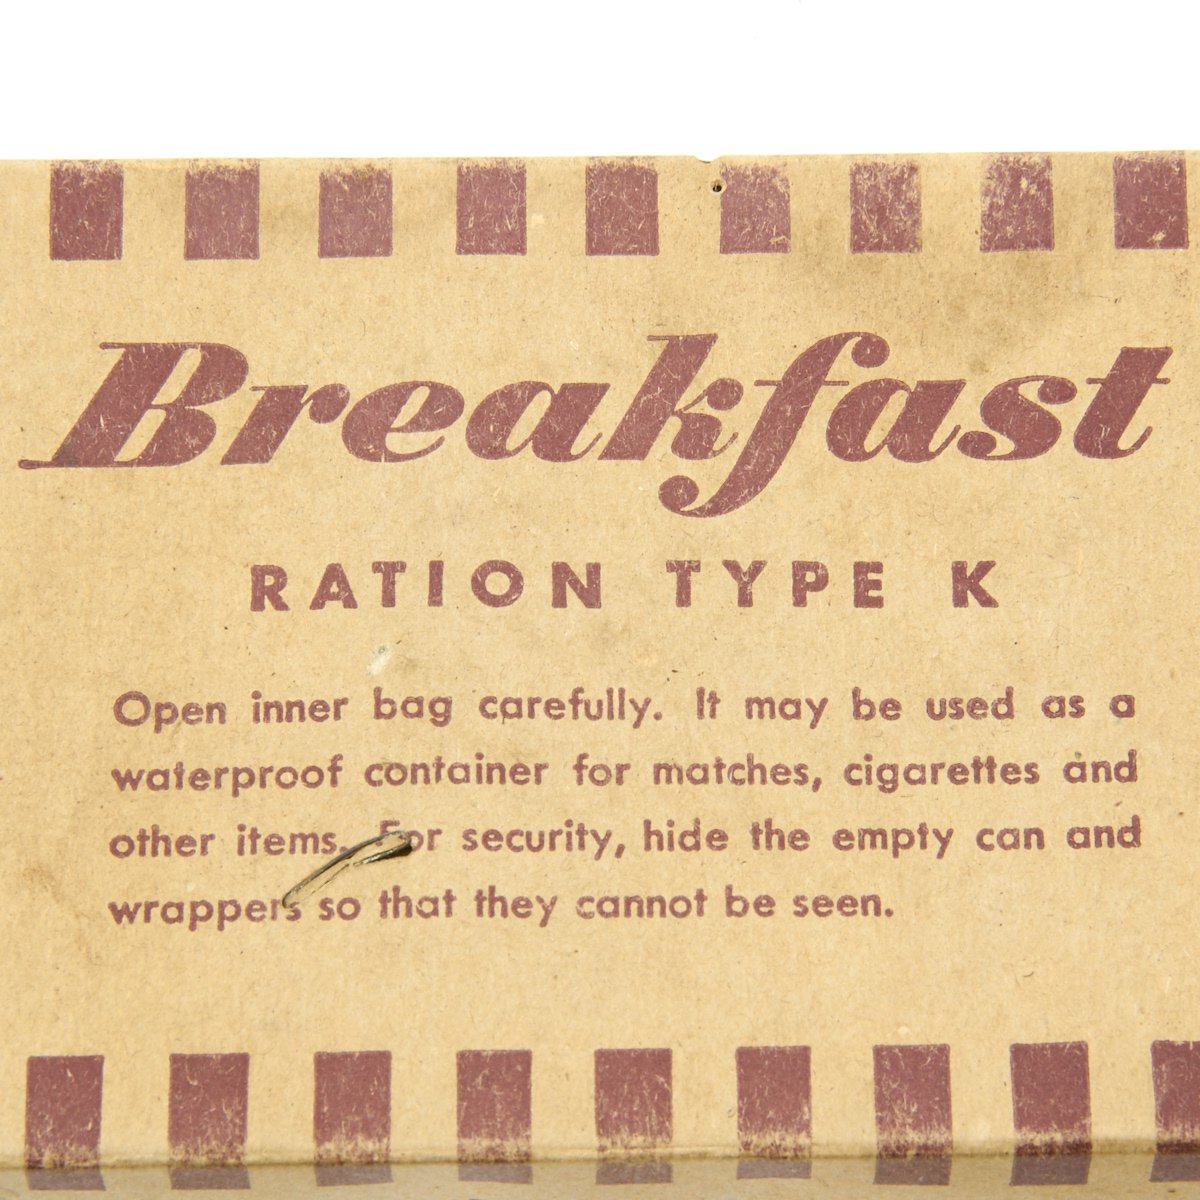 Breakfast
RATION TYPE K
Open inner bag carefully. It may be used as a
waterproof container for matches, cigarettes and
other items. For security, hide the empty can and
wrappers so that they cannot be seen.